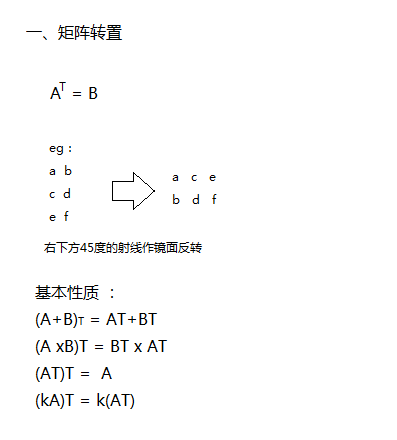 一、矩阵转置
A^T = B
eg：
a b
c d
e f
a c e
b d f
右下方45度的射线作镜面反转
基本性质 ：
(A+B)T = AT+BT
(A xB)T = BT x AT
(AT)T = A
(kA)T = k(AT)